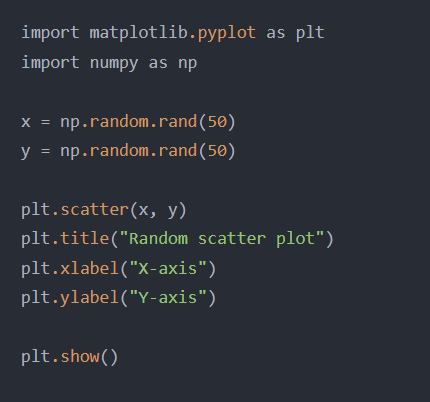 import matplotlib.pyplot as plt
import numpy as np
x = np.random.rand(50)
y = np.random.rand(50)
plt.scatter(x, y)
plt.title("Random scatter plot")
plt.xlabel("X-axis")
plt.ylabel("Y-axis")
plt.show()